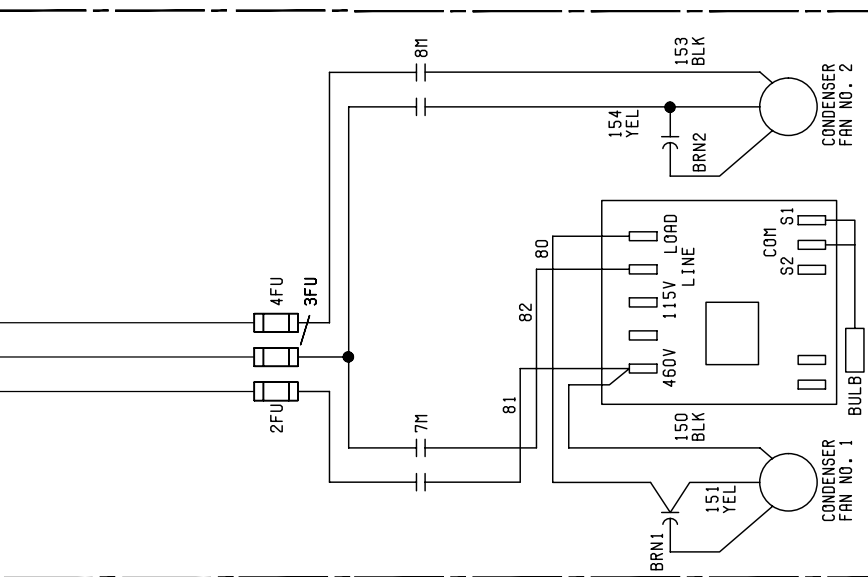 8M
153
BLK
CONDENSER
FAN NO. 2
154
YEL
BRN2
4FU
3FU
2FU
7M
80
82
81
LOAD
LINE
115V
460V
COM
S1
S2
BULB
150
BLK
151
YEL
BRN1
CONDENSER
FAN NO. 1